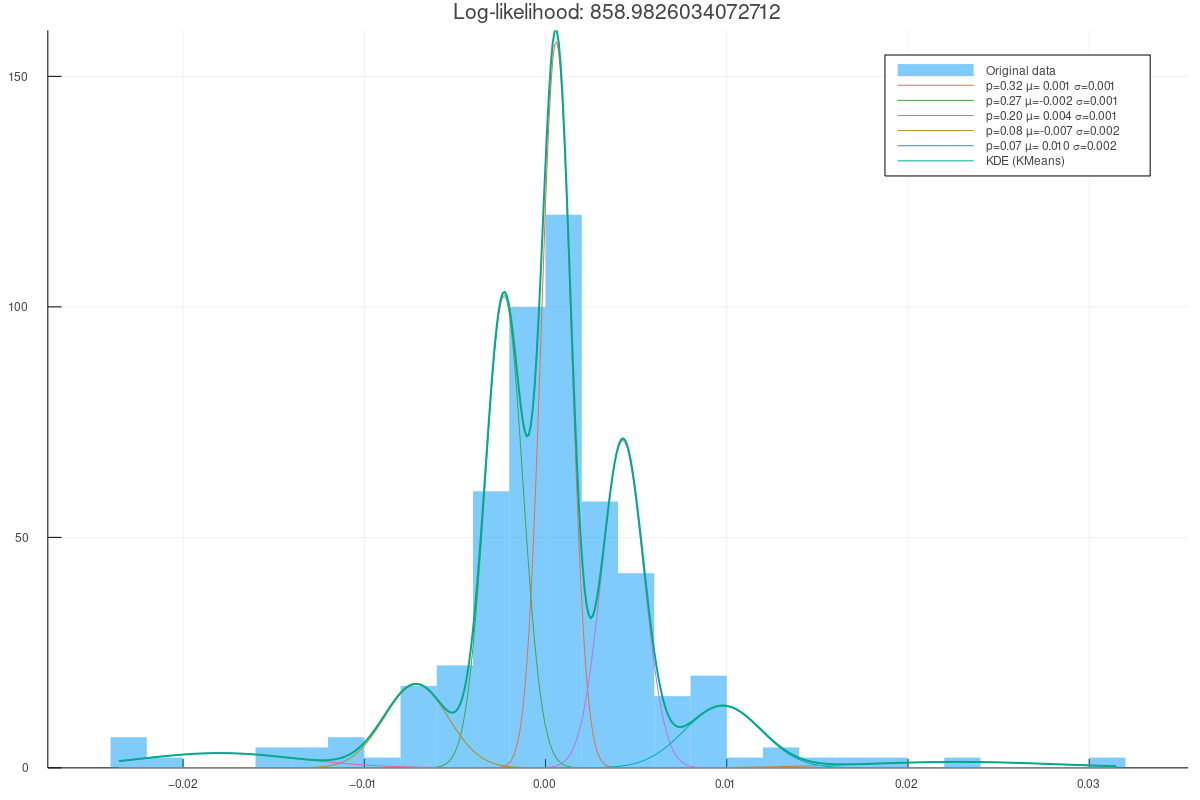 Log-likelihood: 858.9826034072712
150
100
50
0
Original data
p=0.32 μ= 0.001 σ=0.001
p=0.27 μ=-0.002 σ=0.001
p=0.20 μ= 0.004 σ=0.001
p=0.08 μ=-0.007 σ=0.002
p=0.07 μ= 0.010 σ=0.002
KDE (KMeans)
−0.02 −0.01 0.00 0.01 0.02 0.03